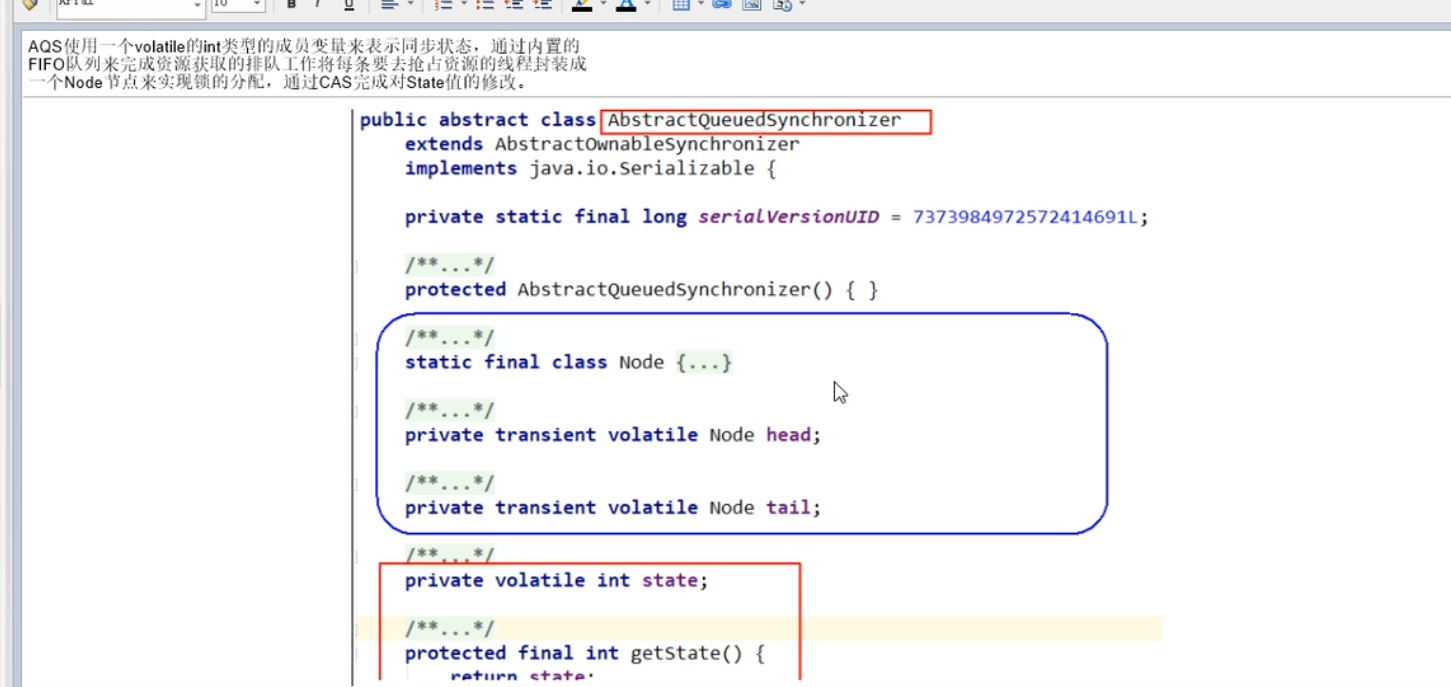 10
B I U
AQS使用一个volatile的int类型的成员变量来表示同步状态，通过内置的
FIFO队列来完成资源获取的排队工作将每条要去抢占资源的线程封装成
一个Node节点来实现锁的分配，通过CAS完成对State值的修改。
public abstract class AbstractQueuedSynchronizer
extends AbstractOwnableSynchronizer
implements java.io.Serializable {
private static final long serialVersionUID = 7373984972572414691L;
/**...*/
protected AbstractQueuedSynchronizer() { }
/**...*/
static final class Node {...}
/**...*/
private transient volatile Node head;
/**...*/
private transient volatile Node tail;
/**...*/
private volatile int state;
/**...*/
protected final int getState() {
return state;